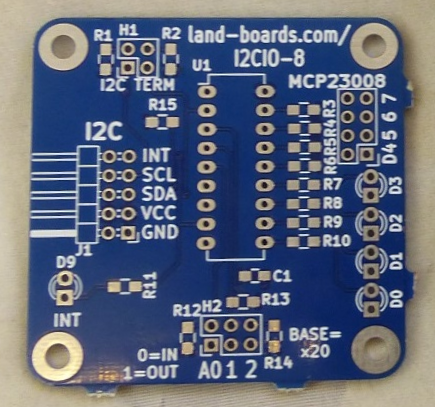 R1 H1 R2 land-boards.com/
I2CIO-8
U1
MCP23008
I2C TERM
R15
R3
R4
R5
R6
7
6
5
D4
I2C
INT
SCL
SDA
VCC
GND
J1
R7
R8
R9
R10
D3
D2
D1
D0
D9
INT
R11
C1
R13
R12 H2
R14
BASE=
x20
0=IN
1=OUT
A0 1 2